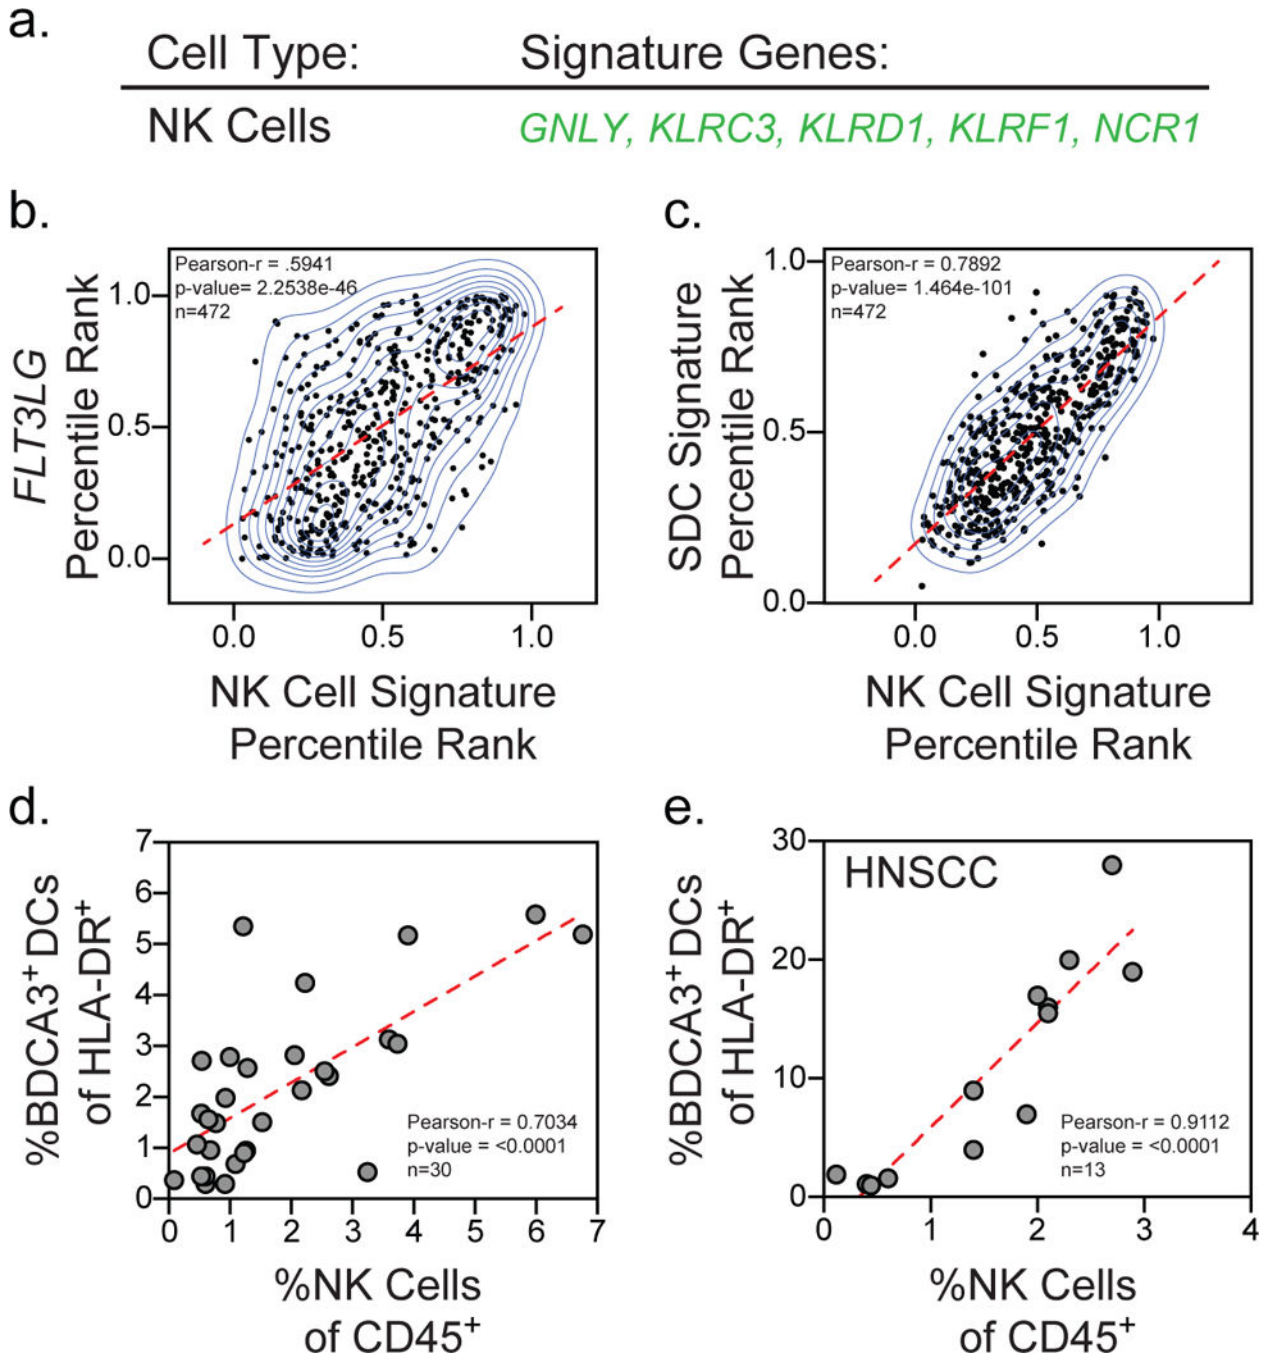 a.
Cell Type: Signature Genes:
NK Cells GNLY, KLRC3, KLRD1, KLRF1, NCR1
b.
FLT3LG
Percentile Rank
Pearson-r = .5941
p-value= 2.2538e-46
n=472
1.0
0.5
0.0
0.0 0.5 1.0
NK Cell Signature
Percentile Rank
c.
SDC Signature
Percentile Rank
Pearson-r = 0.7892
p-value= 1.464e-101
n=472
1.0
0.5
0.0
0.0 0.5 1.0
NK Cell Signature
Percentile Rank
d.
%BDCA3+ DCs
of HLA-DR+
7
6
5
4
3
2
1
0
Pearson-r = 0.7034
p-value = <0.0001
n=30
0 1 2 3 4 5 6 7
%NK Cells
of CD45+
e.
%BDCA3+ DCs
of HLA-DR+
30
20
10
0
HNSCC
Pearson-r = 0.9112
p-value = <0.0001
n=13
0 1 2 3 4
%NK Cells
of CD45+